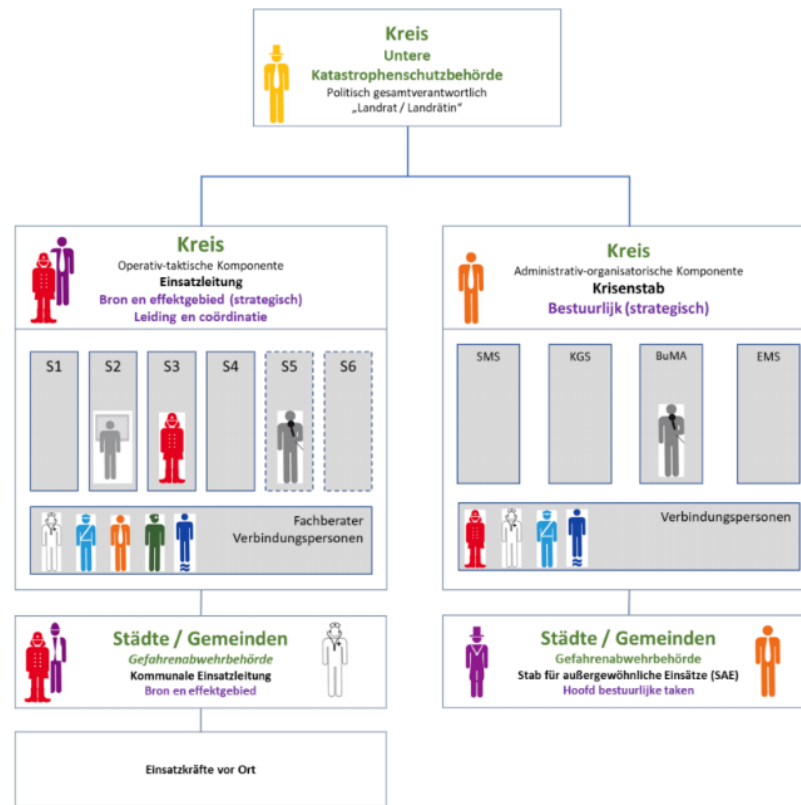 Kreis
Untere
Katastrophenschutzbehörde
Politisch gesamtverantwortlich
„Landrat / Landrätin“
Kreis
Operativ-taktische Komponente
Einsatzleitung
Bron en effektgebied (strategisch)
Leiding en coördinatie
S1
S2
S3
S4
S5
S6
Fachberater
Verbindungspersonen
Städte / Gemeinden
Gefahrenabwehrbehörde
Kommunale Einsatzleitung
Bron en effektgebied
Einsatzkräfte vor Ort
Kreis
Administrativ-organisatorische Komponente
Krisenstab
Bestuurlijk (strategisch)
SMS
KGS
BuMA
EMS
Verbindungspersonen
Städte / Gemeinden
Gefahrenabwehrbehörde
Stab für außergewöhnliche Einsätze (SAE)
Hoofd bestuurlijke taken